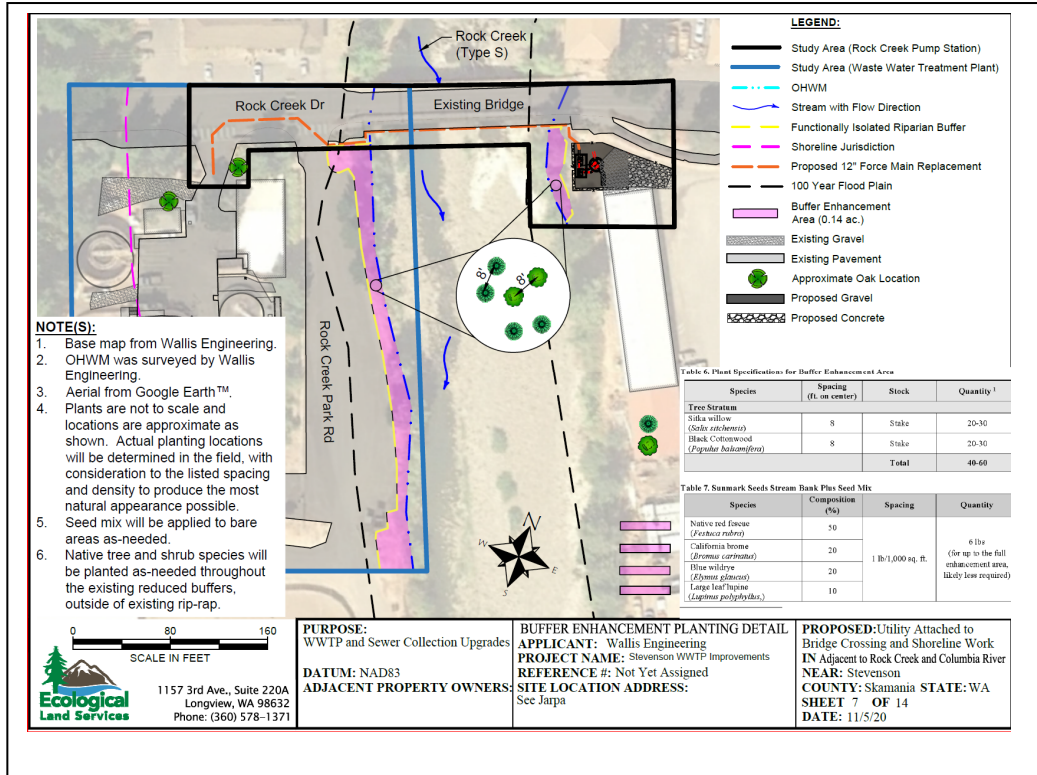 Rock Creek
(Type S)
Rock Creek Dr
Existing Bridge
8'
8'
Rock Creek Park Rd
N
W
E
S
LEGEND:
Study Area (Rock Creek Pump Station)
Study Area (Waste Water Treatment Plant)
OHWM
Stream with Flow Direction
Functionally Isolated Riparian Buffer
Shoreline Jurisdiction
Proposed 12" Force Main Replacement
100 Year Flood Plain
Buffer Enhancement
Area (0.14 ac.)
Existing Gravel
Existing Pavement
Approximate Oak Location
Proposed Gravel
Proposed Concrete
NOTE(S):
1. Base map from Wallis Engineering.
2. OHWM was surveyed by Wallis
Engineering.
3. Aerial from Google Earth™.
4. Plants are not to scale and
locations are approximate as
shown. Actual planting locations
will be determined in the field, with
consideration to the listed spacing
and density to produce the most
natural appearance possible.
5. Seed mix will be applied to bare
areas as-needed.
6. Native tree and shrub species will
be planted as-needed throughout
the existing reduced buffers,
outside of existing rip-rap.
Table 6. Plant Specifications for Buffer Enhancement Area
Species Spacing (ft. on center) Stock Quantity 1
Tree Stratum
Sitka willow
(Salix sitchensis) 8 Stake 20-30
Black Cottonwood
(Populus balsamifera) 8 Stake 20-30
Total 40-60
Table 7. Sunmark Seeds Stream Bank Plus Seed Mix
Species Composition (%) Spacing Quantity
Native red fescue
(Festuca rubra) 50
California brome
(Bromus carinatus) 20
Blue wildrye
(Elymus glaucus) 20
Large leaf lupine
(Lupinus polyphyllus,) 10
1 lb/1,000 sq. ft.
6 lbs
(for up to the full
enhancement area,
likely less required)
0 80 160
SCALE IN FEET
Ecological
Land Services
1157 3rd Ave., Suite 220A
Longview, WA 98632
Phone: (360) 578-1371
PURPOSE:
WWTP and Sewer Collection Upgrades
DATUM: NAD83
ADJACENT PROPERTY OWNERS:
BUFFER ENHANCEMENT PLANTING DETAIL
APPLICANT: Wallis Engineering
PROJECT NAME: Stevenson WWTP Improvements
REFERENCE #: Not Yet Assigned
SITE LOCATION ADDRESS:
See Jarpa
PROPOSED:Utility Attached to
Bridge Crossing and Shoreline Work
IN Adjacent to Rock Creek and Columbia River
NEAR: Stevenson
COUNTY: Skamania STATE: WA
SHEET 7 OF 14
DATE: 11/5/20